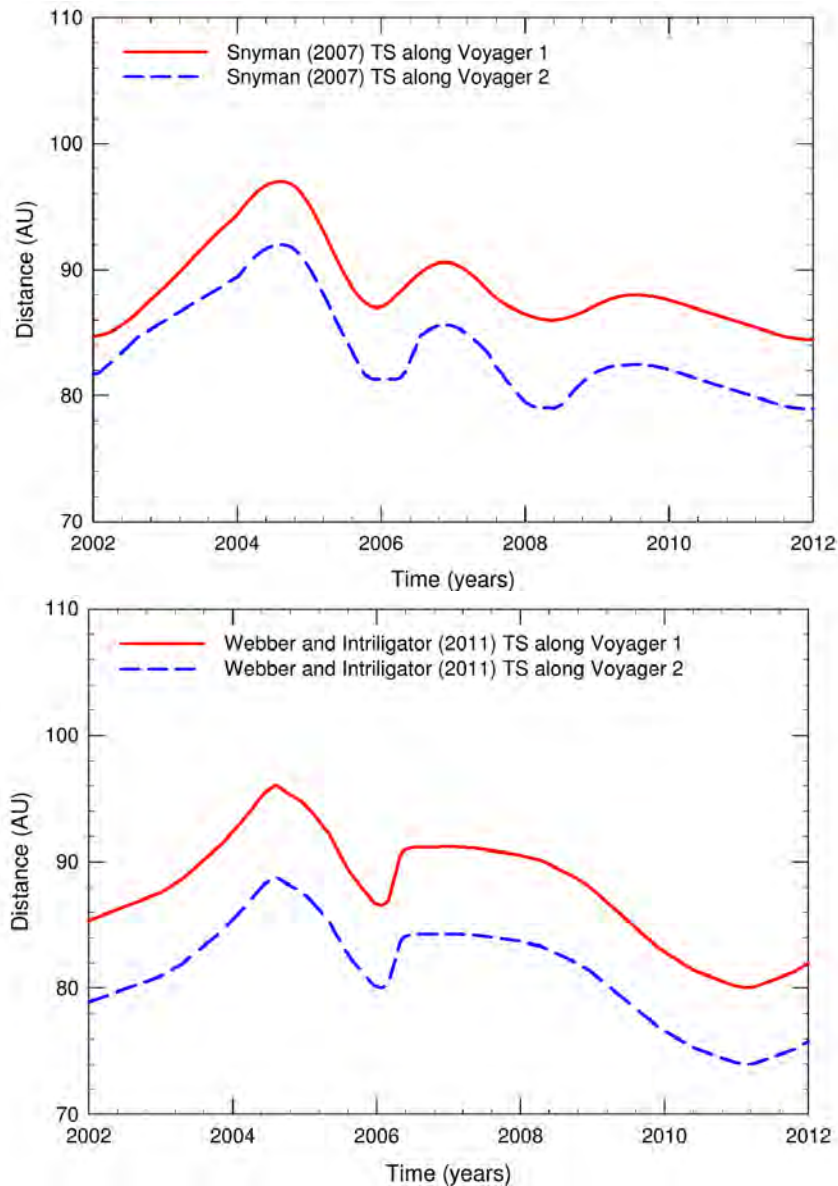 110
Snyman (2007) TS along Voyager 1
Snyman (2007) TS along Voyager 2
100
90
80
70
Distance (AU)
2002 2004 2006 2008 2010 2012
Time (years)
110
Webber and Intriligator (2011) TS along Voyager 1
Webber and Intriligator (2011) TS along Voyager 2
100
90
80
70
Distance (AU)
2002 2004 2006 2008 2010 2012
Time (years)